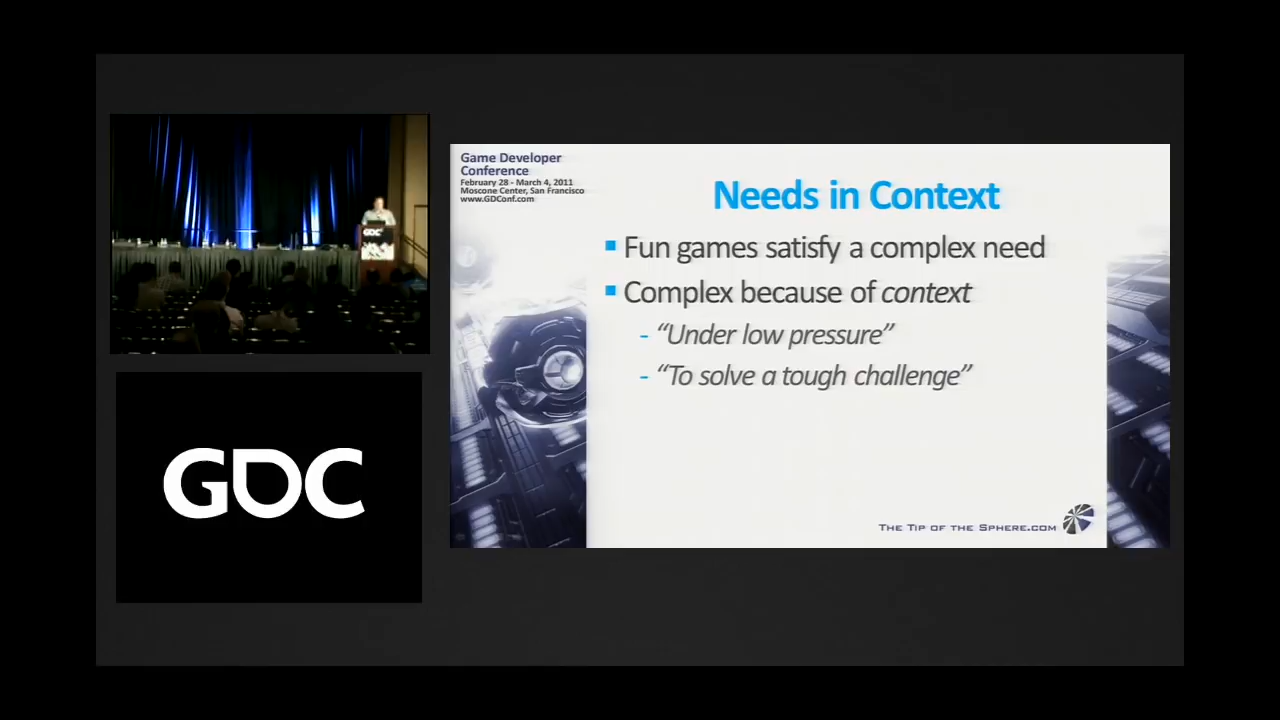 Game Developer
Conference
February 28 - March 4, 2011
Moscone Center, San Francisco
www.GDConf.com
Needs in Context
Fun games satisfy a complex need
Complex because of context
- “Under low pressure”
- “To solve a tough challenge”
The Tip of the Sphere.com
GDC
GDC